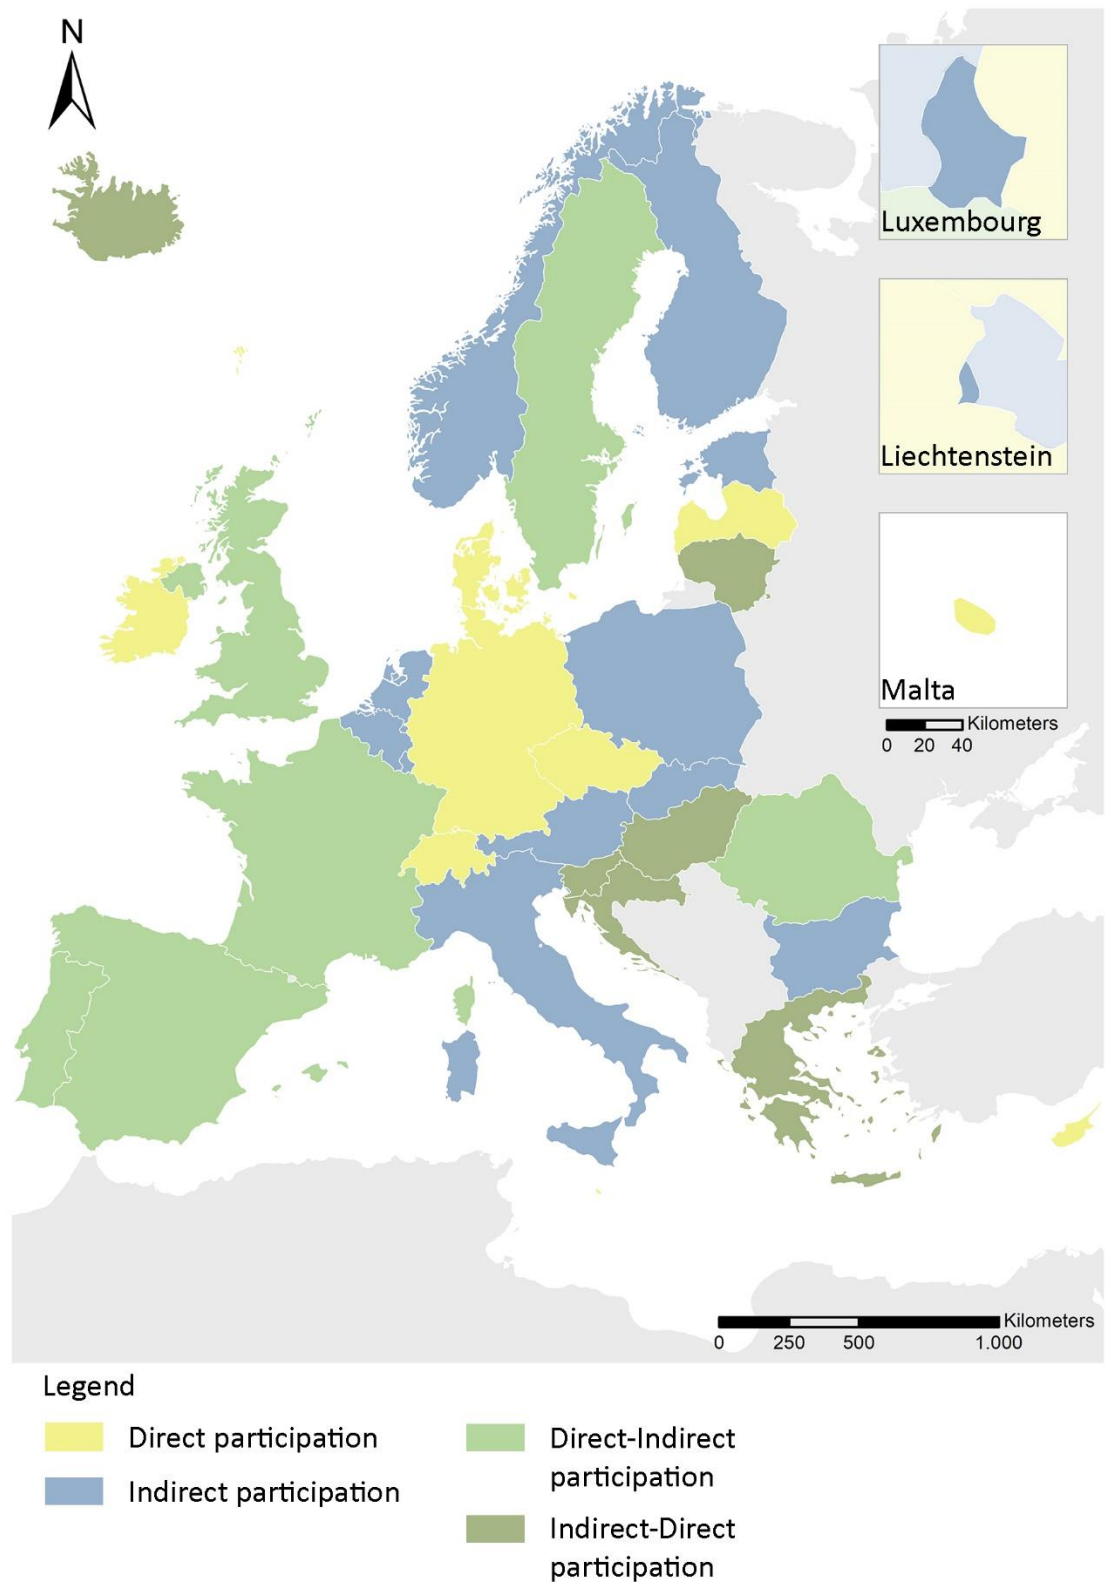 N
Luxembourg
Liechtenstein
Malta
Kilometers
0 20 40
Kilometers
0 250 500 1.000
Legend
Direct participation
Indirect participation
Direct-Indirect
participation
Indirect-Direct
participation